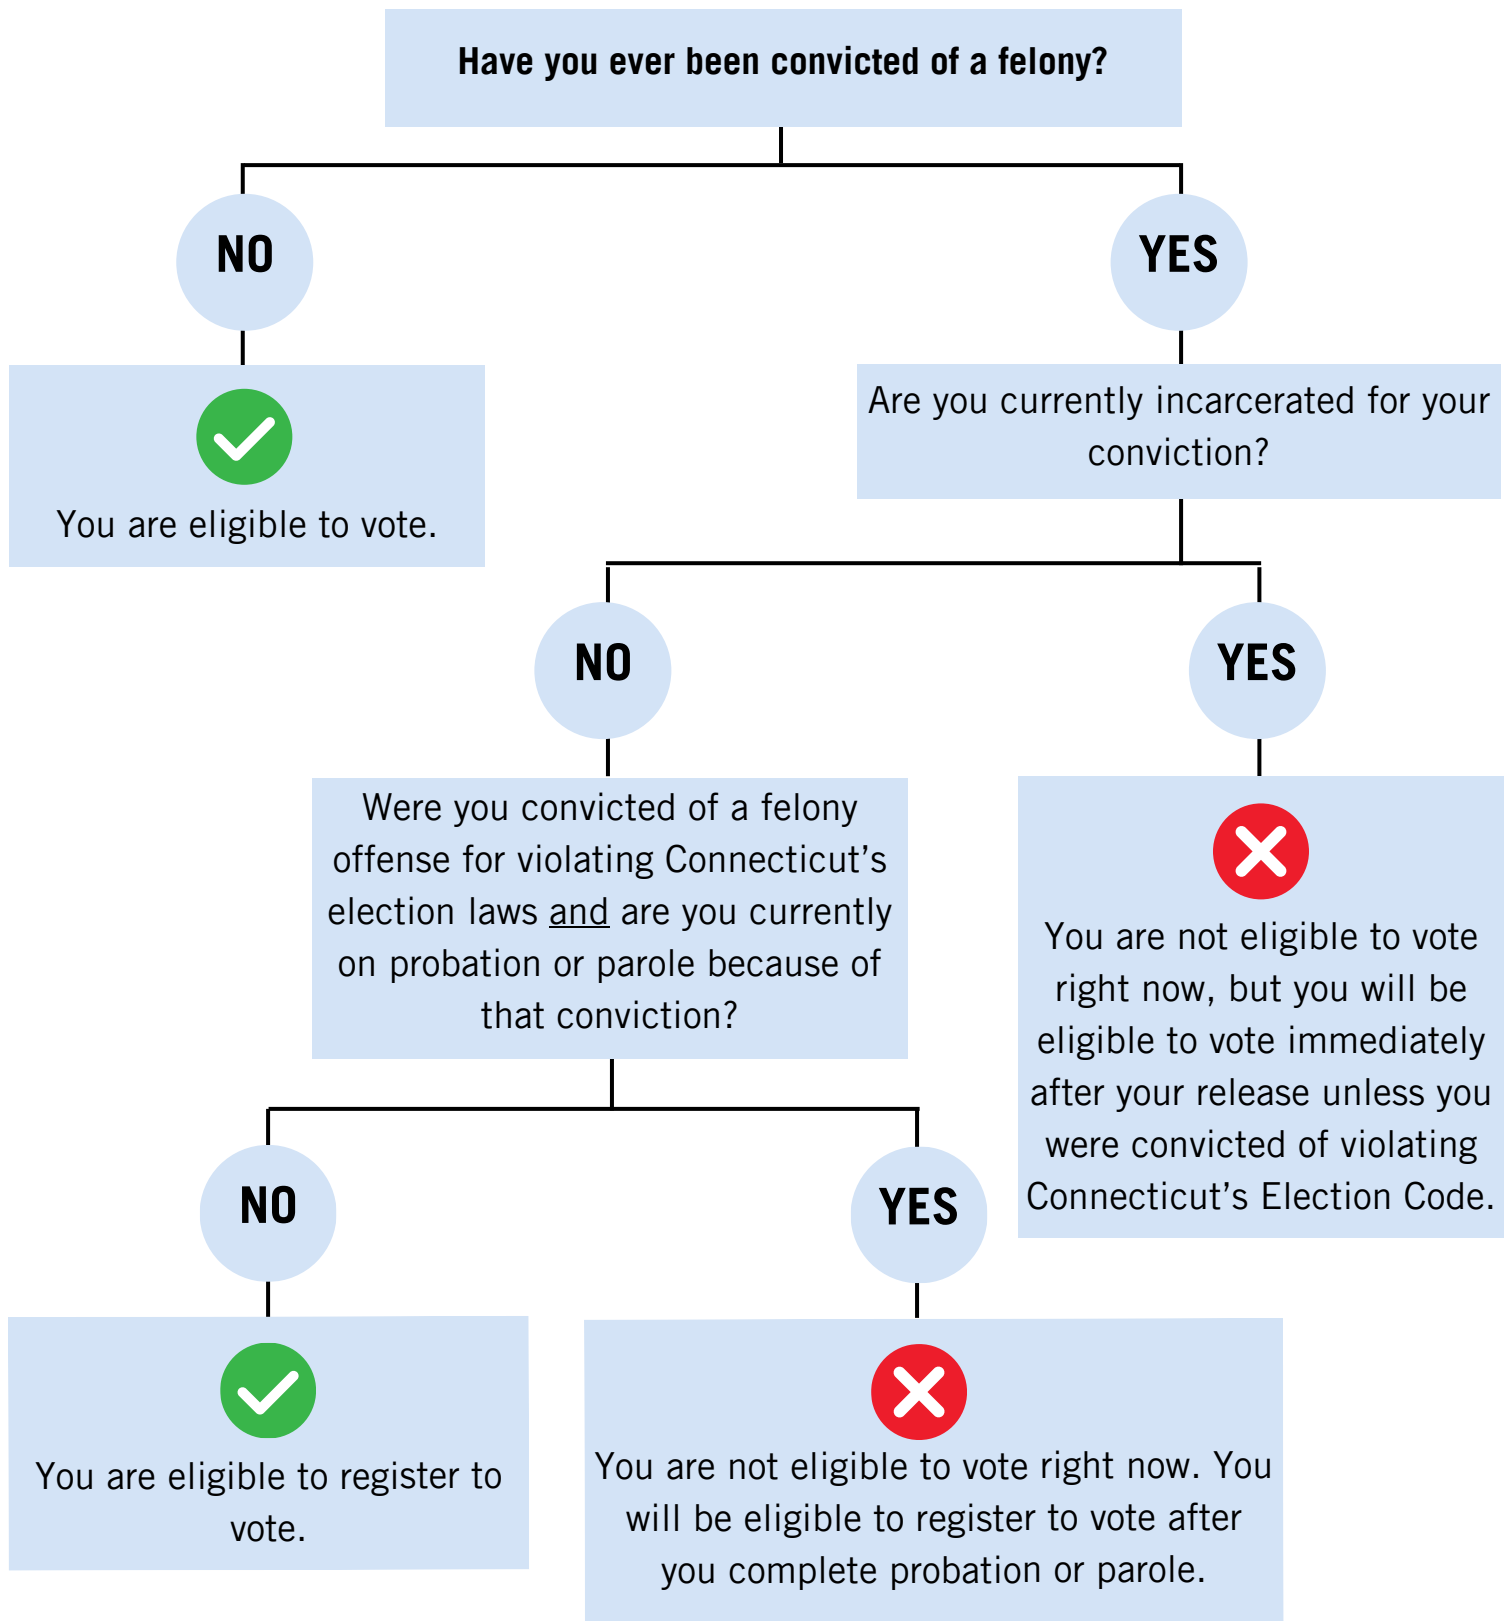 Have you ever been convicted of a felony?
NO
YES
You are eligible to vote.
Are you currently incarcerated for your
conviction?
NO
YES
Were you convicted of a felony
offense for violating Connecticut's
election laws and are you currently
on probation or parole because of
that conviction?
You are not eligible to vote
right now, but you will be
eligible to vote immediately
after your release unless you
were convicted of violating
Connecticut's Election Code.
NO
YES
You are eligible to register to
vote.
You are not eligible to vote right now. You
will be eligible to register to vote after
you complete probation or parole.